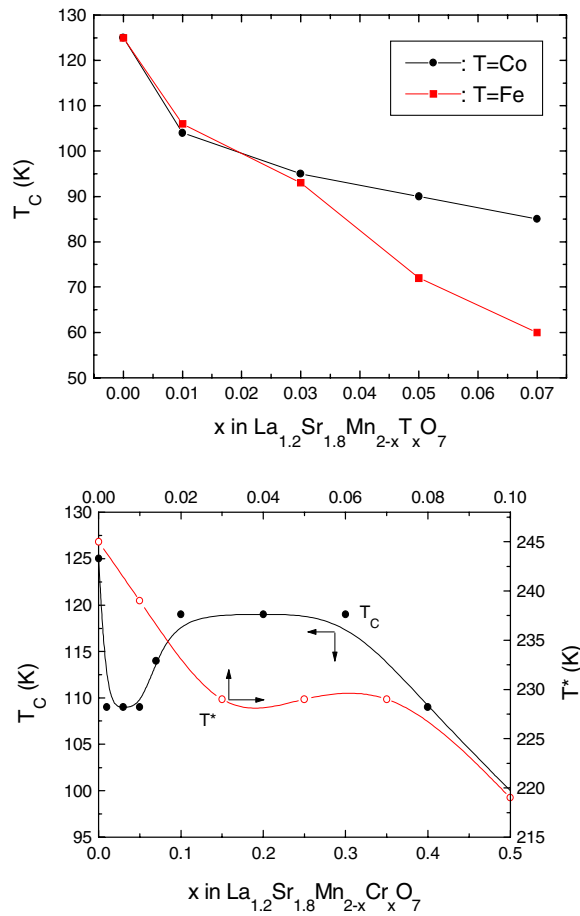 130
120
110
100
90
80
70
60
50
T_C (K)
: T=Co
: T=Fe
0.00 0.01 0.02 0.03 0.04 0.05 0.06 0.07
x in La_1.2Sr_1.8Mn_2-xT_xO_7
0.00 0.02 0.04 0.06 0.08 0.10
130
125
120
115
110
105
100
95
T_C (K)
T_C
T*
245
240
235
230
225
220
215
T* (K)
0.0 0.1 0.2 0.3 0.4 0.5
x in La_1.2Sr_1.8Mn_2-xCr_xO_7